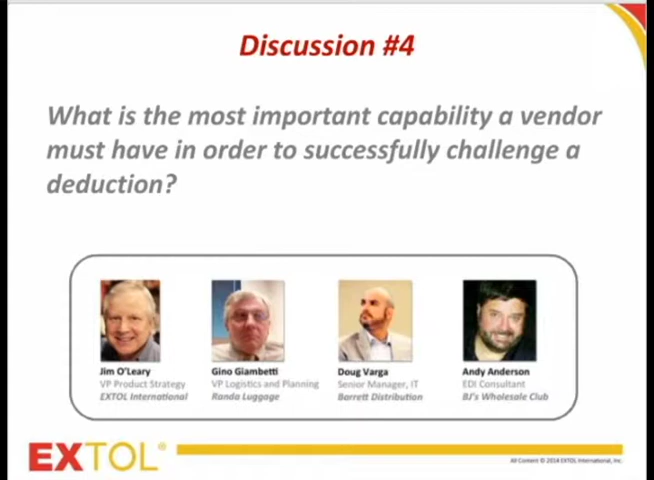 Discussion #4
What is the most important capability a vendor
must have in order to successfully challenge a
deduction?
Jim O'Leary
VP Product Strategy
EXTOL International
Gino Giambetti
VP Logistics and Planning
Randa Luggage
Doug Varga
Senior Manager, IT
Barrett Distribution
Andy Anderson
EDI Consultant
BJ's Wholesale Club
EXTOL®
All Content © 2014 EXTOL International, Inc.